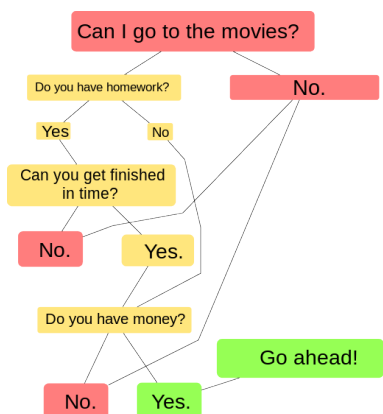 Can I go to the movies?
Do you have homework?
No.
Yes
No
Can you get finished
in time?
No.
Yes.
Do you have money?
Go ahead!
No.
Yes.